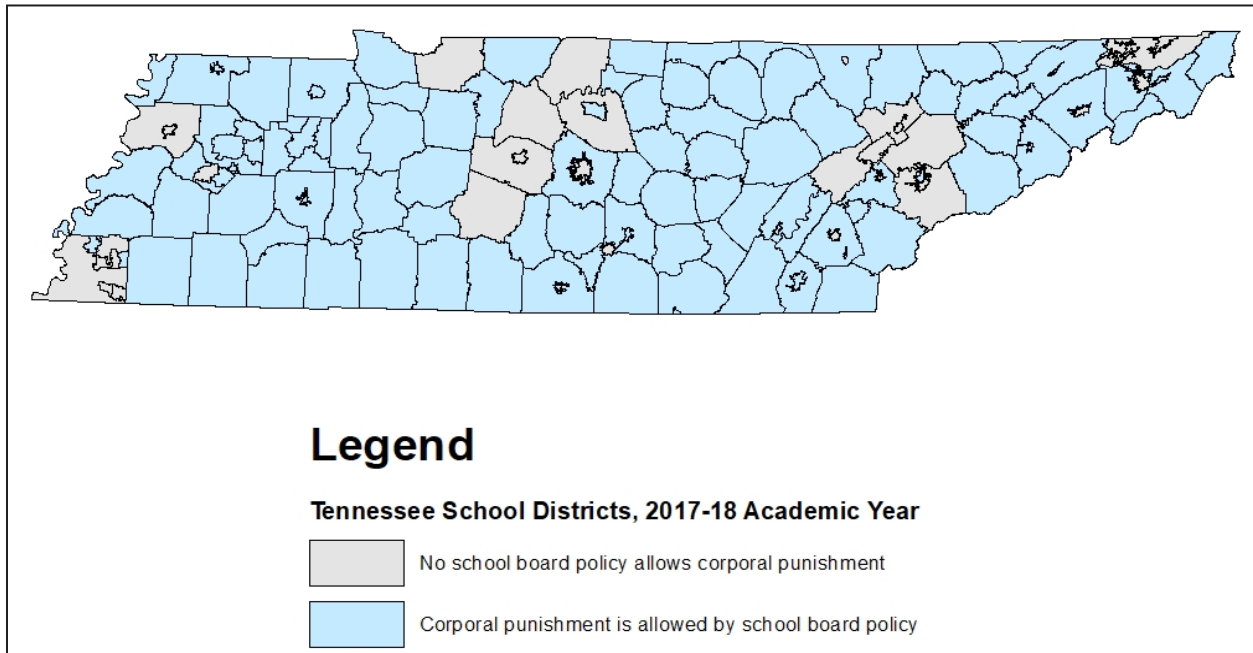 Legend
Tennessee School Districts, 2017-18 Academic Year
No school board policy allows corporal punishment
Corporal punishment is allowed by school board policy